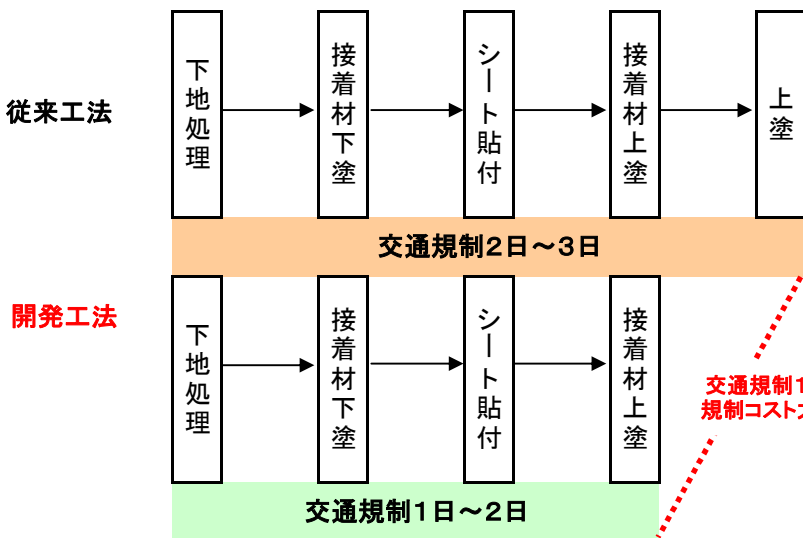 従来工法
下地処理
接着材下塗
シート貼付
接着材上塗
上塗
交通規制2日～3日
開発工法
下地処理
接着材下塗
シート貼付
接着材上塗
交通規制1
規制コスト
交通規制1日～2日